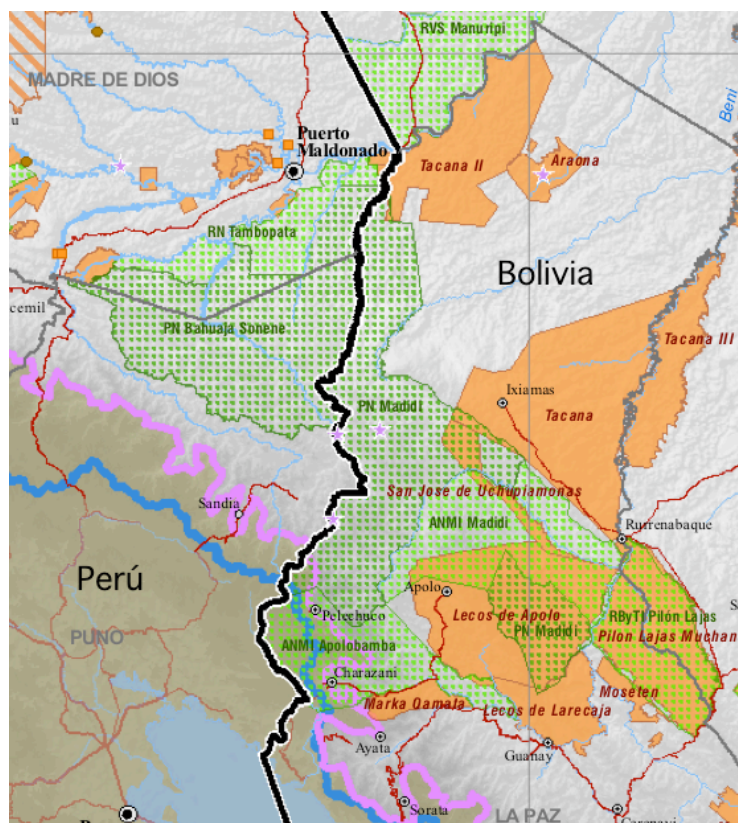 RVS Manuripi
MADRE DE DIOS
Beni
Puerto
Maldonado
Tacana II
Araona
RN Tambopata
Bolivia
cemil
PN Bahuaja Sonene
Tacana III
PN Madidi
Ixiamas
Tacana
San Jose de Uchupiamonas
Sandia
ANMI Madidi
Rurrenabaque
Perú
Apolo
Pelechuco
Lecos de Apolo
RByTI Pilón Lajas
PUNO
PN Madidi
Pilon Lajas Muchan
ANMI Apolobamba
Charazani
Moseten
Marka Qamata
Lecos de Larecaja
Ayata
Guanay
Sorata
LA PAZ